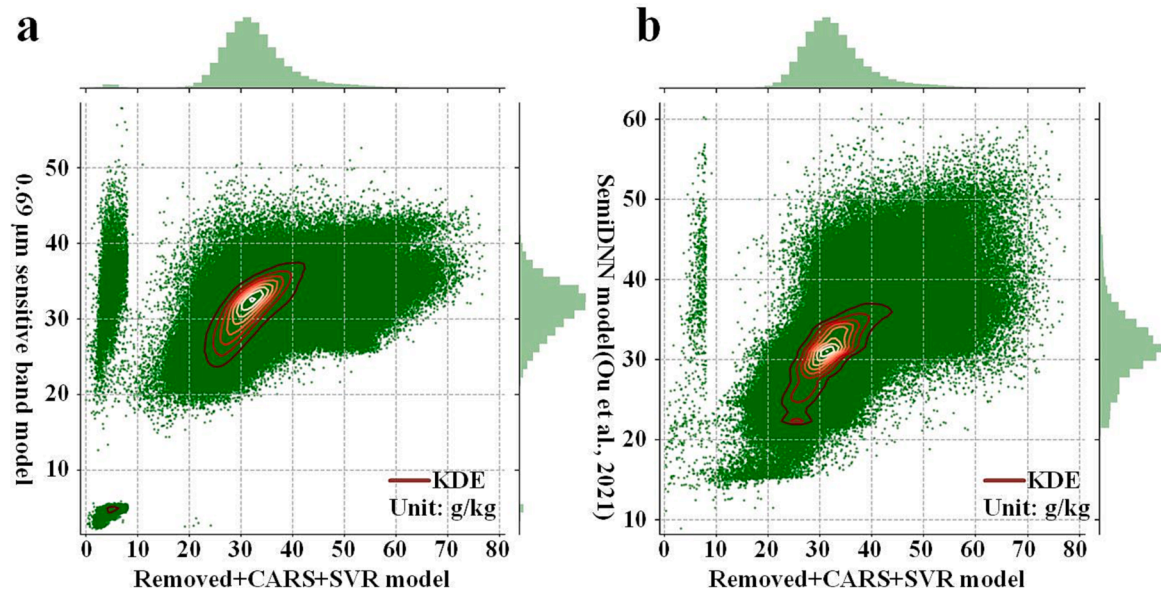 a
0.69 μm sensitive band model
50
40
30
20
10
KDE
Unit: g/kg
0 10 20 30 40 50 60 70 80
Removed+CARS+SVR model
b
SemiDNN model(Ou et al., 2021)
60
50
40
30
20
10
KDE
Unit: g/kg
0 10 20 30 40 50 60 70 80
Removed+CARS+SVR model